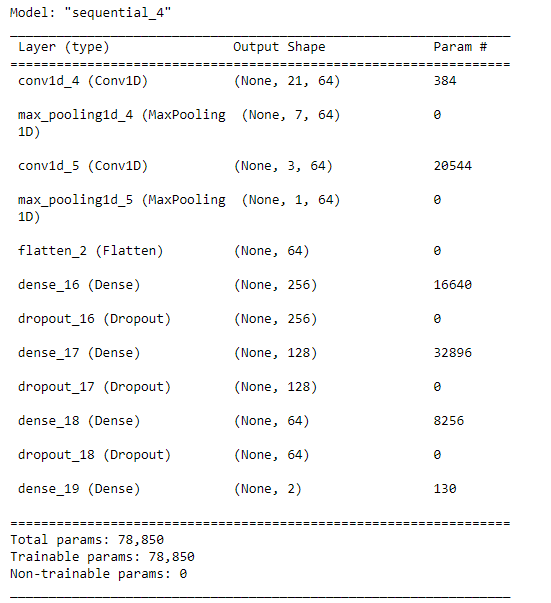 Model: "sequential_4"
Layer (type) Output Shape Param #
conv1d_4 (Conv1D) (None, 21, 64) 384
max_pooling1d_4 (MaxPooling (None, 7, 64) 0
1D)
conv1d_5 (Conv1D) (None, 3, 64) 20544
max_pooling1d_5 (MaxPooling (None, 1, 64) 0
1D)
flatten_2 (Flatten) (None, 64) 0
dense_16 (Dense) (None, 256) 16640
dropout_16 (Dropout) (None, 256) 0
dense_17 (Dense) (None, 128) 32896
dropout_17 (Dropout) (None, 128) 0
dense_18 (Dense) (None, 64) 8256
dropout_18 (Dropout) (None, 64) 0
dense_19 (Dense) (None, 2) 130
Total params: 78,850
Trainable params: 78,850
Non-trainable params: 0